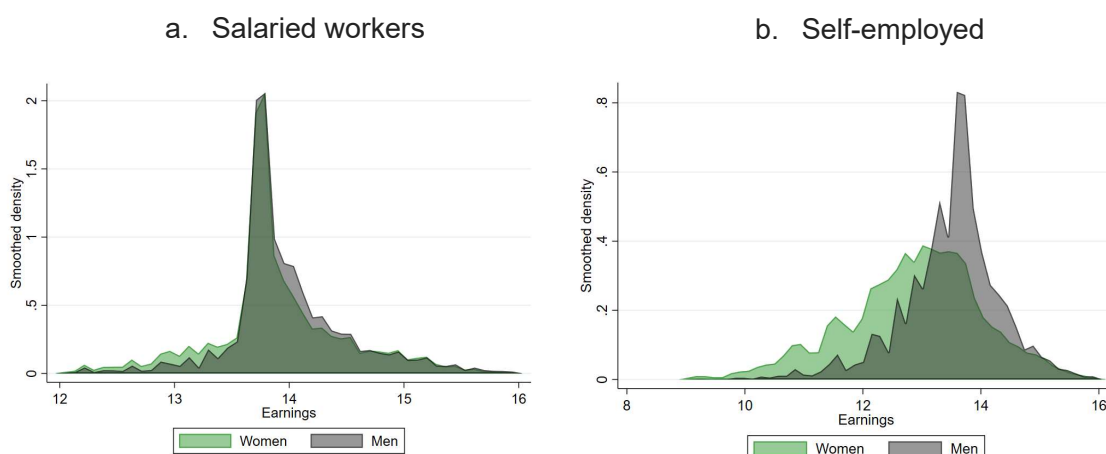 a. Salaried workers
b. Self-employed
Smoothed density
0
.5
1
1.5
2
12
13
14
15
16
Earnings
Women
Men
Smoothed density
0
.2
.4
.6
.8
8
10
12
14
16
Earnings
Women
Men